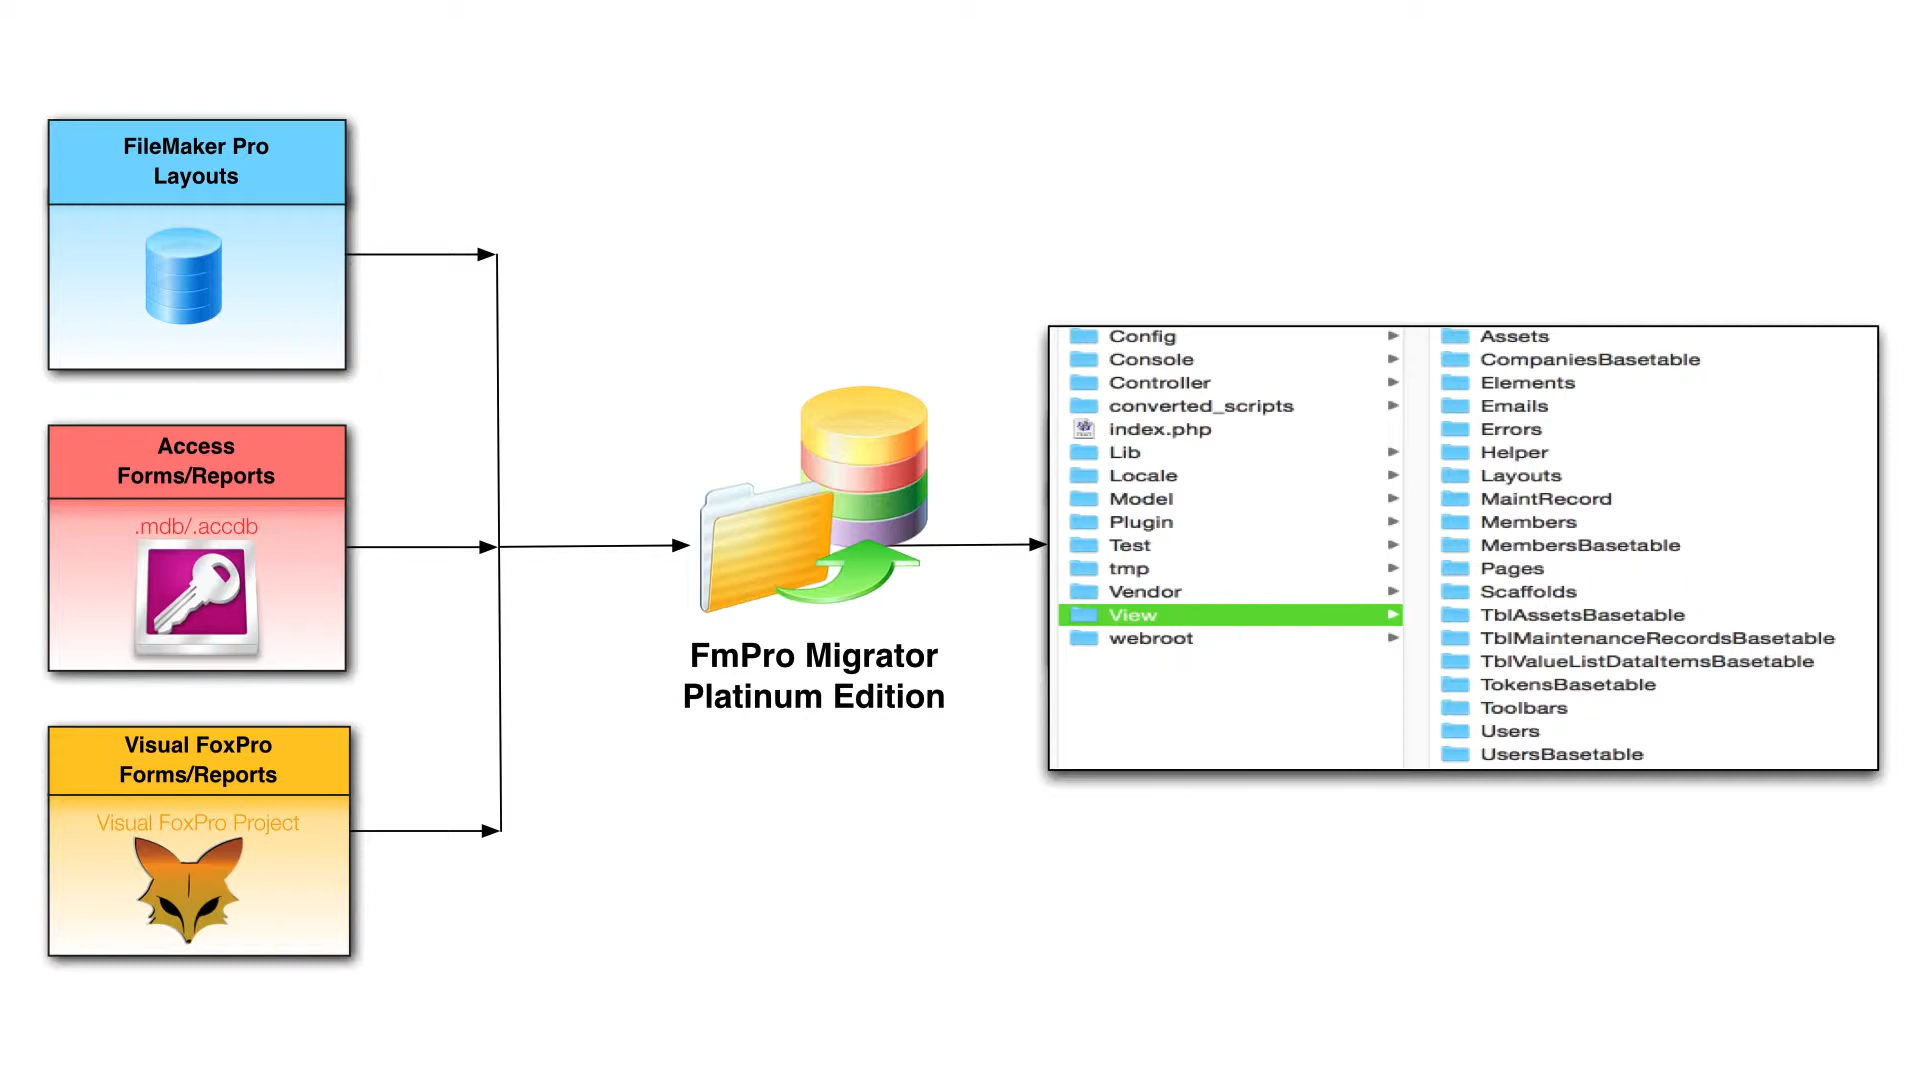 FileMaker Pro
Layouts
Access
Forms/Reports
.mdb/.accdb
Visual FoxPro
Forms/Reports
Visual FoxPro Project
FmPro Migrator
Platinum Edition
Config
Console
Controller
converted_scripts
index.php
Lib
Locale
Model
Plugin
Test
tmp
Vendor
View
webroot
Assets
CompaniesBasetable
Elements
Emails
Errors
Helper
Layouts
MaintRecord
Members
MembersBasetable
Pages
Scaffolds
TblAssetsBasetable
TblMaintenanceRecordsBasetable
TblValueListDataItemsBasetable
TokensBasetable
Toolbars
Users
UsersBasetable